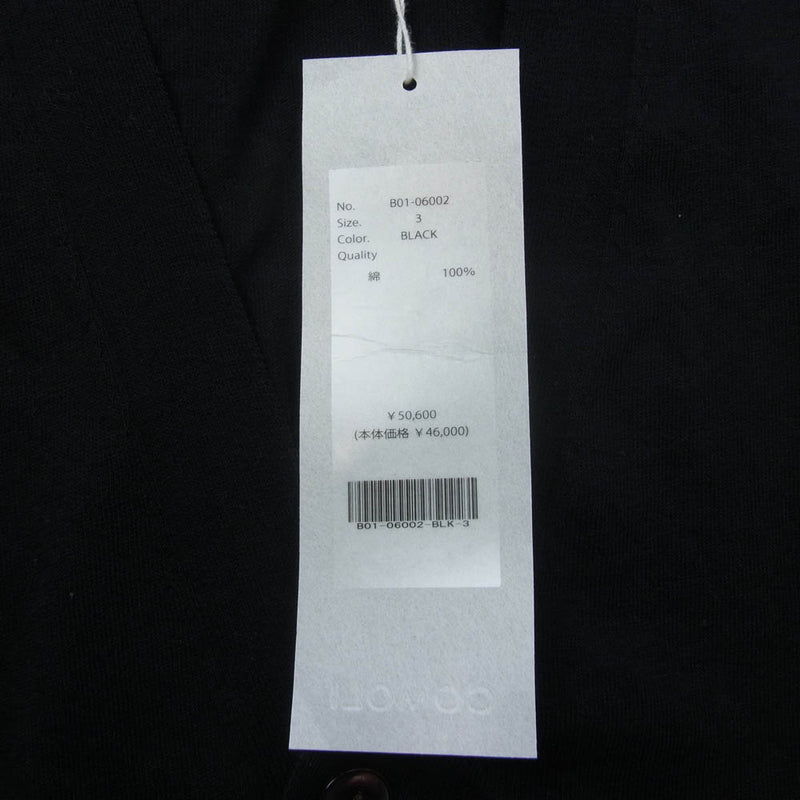 No. B01-06002
Size. 3
Color. BLACK
Quality
綿 100%
￥50,600
(本体価格 ￥46,000)
B01-06002-BLK-3